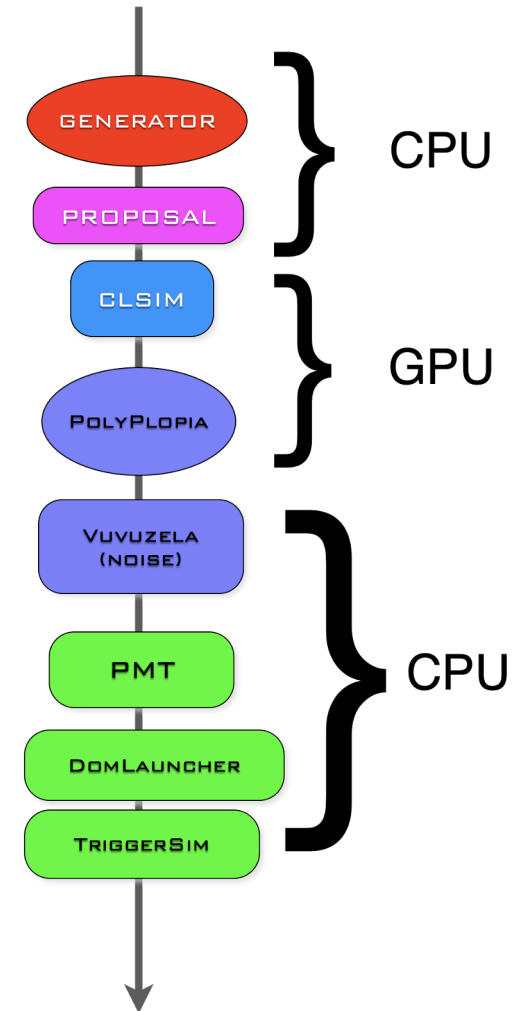 GENERATOR
CPU
PROPOSAL
CLSIM
GPU
PolyPlopia
Vuvuzela
(noise)
PMT
CPU
DomLauncher
TriggerSim